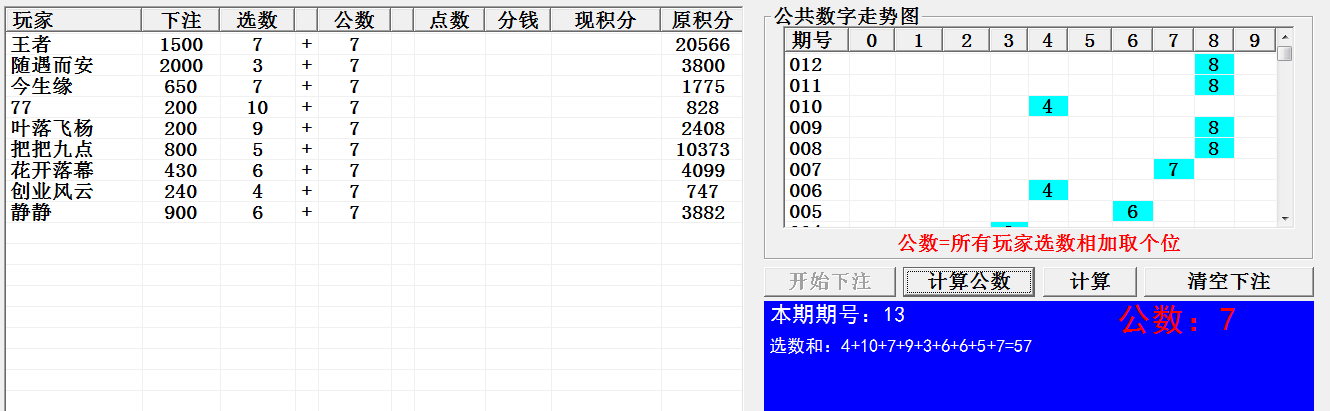 玩家 下注 选数 公数 点数 分钱 现积分 原积分
王者 1500 7 + 7 20566
随遇而安 2000 3 + 7 3800
今生缘 650 7 + 7 1775
77 200 10 + 7 828
叶落飞杨 200 9 + 7 2408
把把九点 800 5 + 7 10373
花开落幕 430 6 + 7 4099
创业风云 240 4 + 7 747
静静 900 6 + 7 3882
公共数字走势图
期号 0 1 2 3 4 5 6 7 8 9
012 8
011 8
010 4
009 8
008 8
007 7
006 4
005 6
公数=所有玩家选数相加取个位
开始下注 计算公数 计算 清空下注
本期期号：13 公数：7
选数和：4+10+7+9+3+6+6+5+7=57